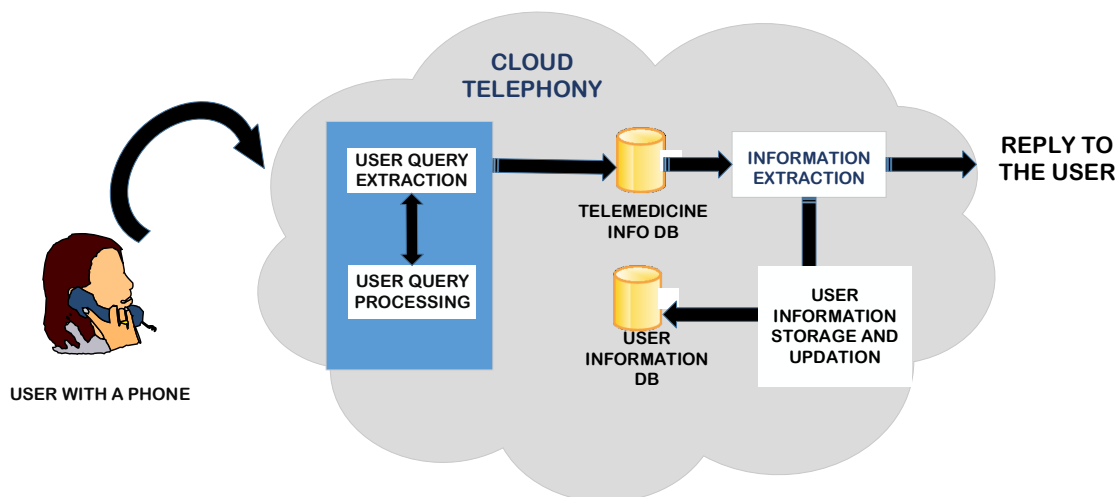 CLOUD
TELEPHONY
USER QUERY
EXTRACTION
USER QUERY
PROCESSING
TELEMEDICINE
INFO DB
INFORMATION
EXTRACTION
REPLY TO
THE USER
USER
INFORMATION
DB
USER
INFORMATION
STORAGE AND
UPDATION
USER WITH A PHONE